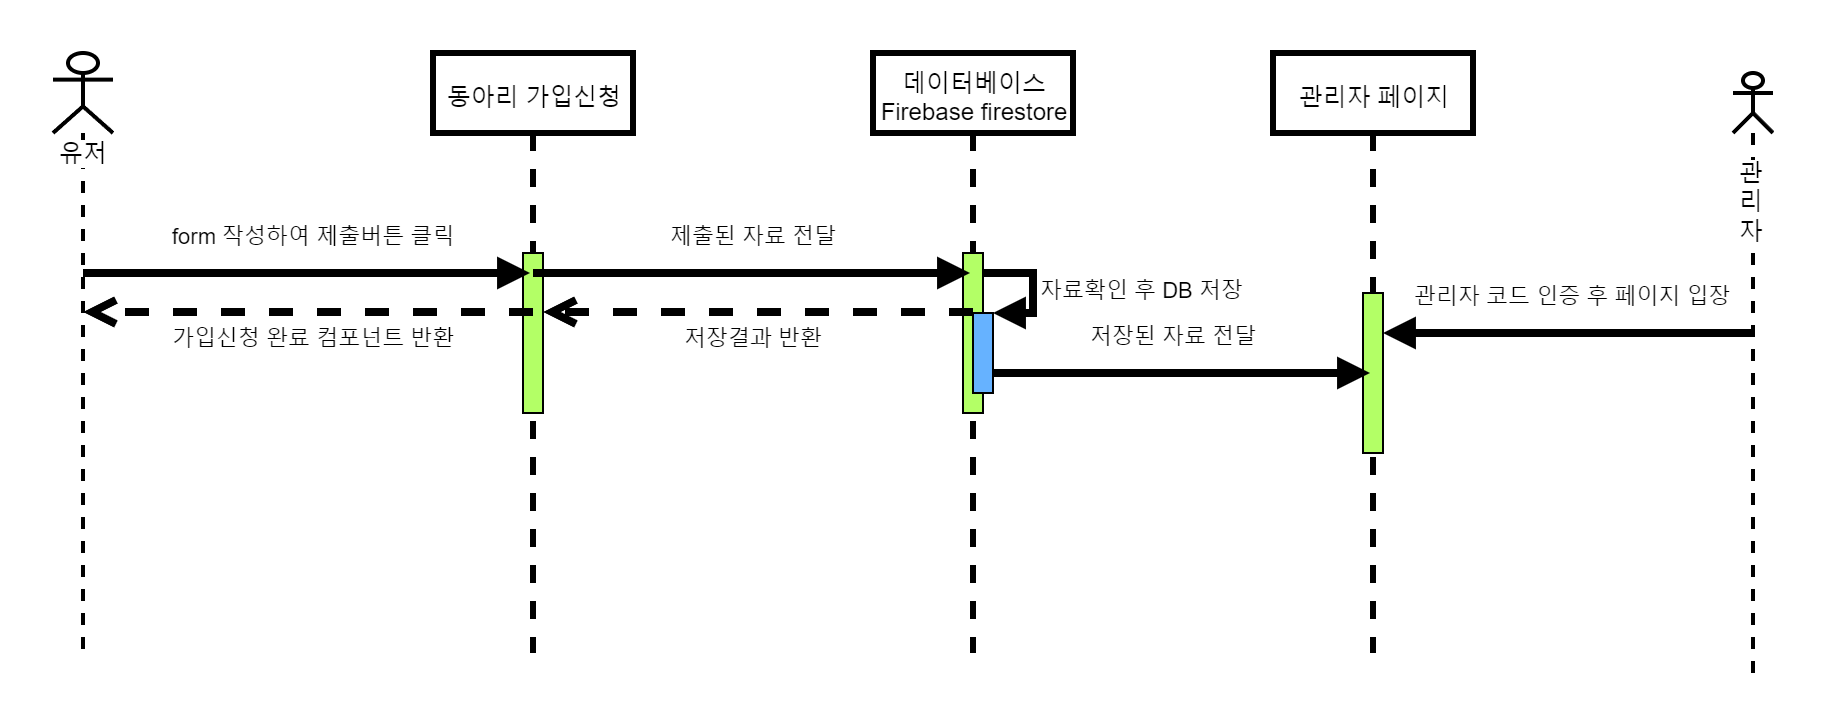 유저
동아리 가입신청
데이터베이스
Firebase firestore
관리자 페이지
관
리
자
form 작성하여 제출버튼 클릭
제출된 자료 전달
자료확인 후 DB 저장
관리자 코드 인증 후 페이지 입장
가입신청 완료 컴포넌트 반환
저장결과 반환
저장된 자료 전달